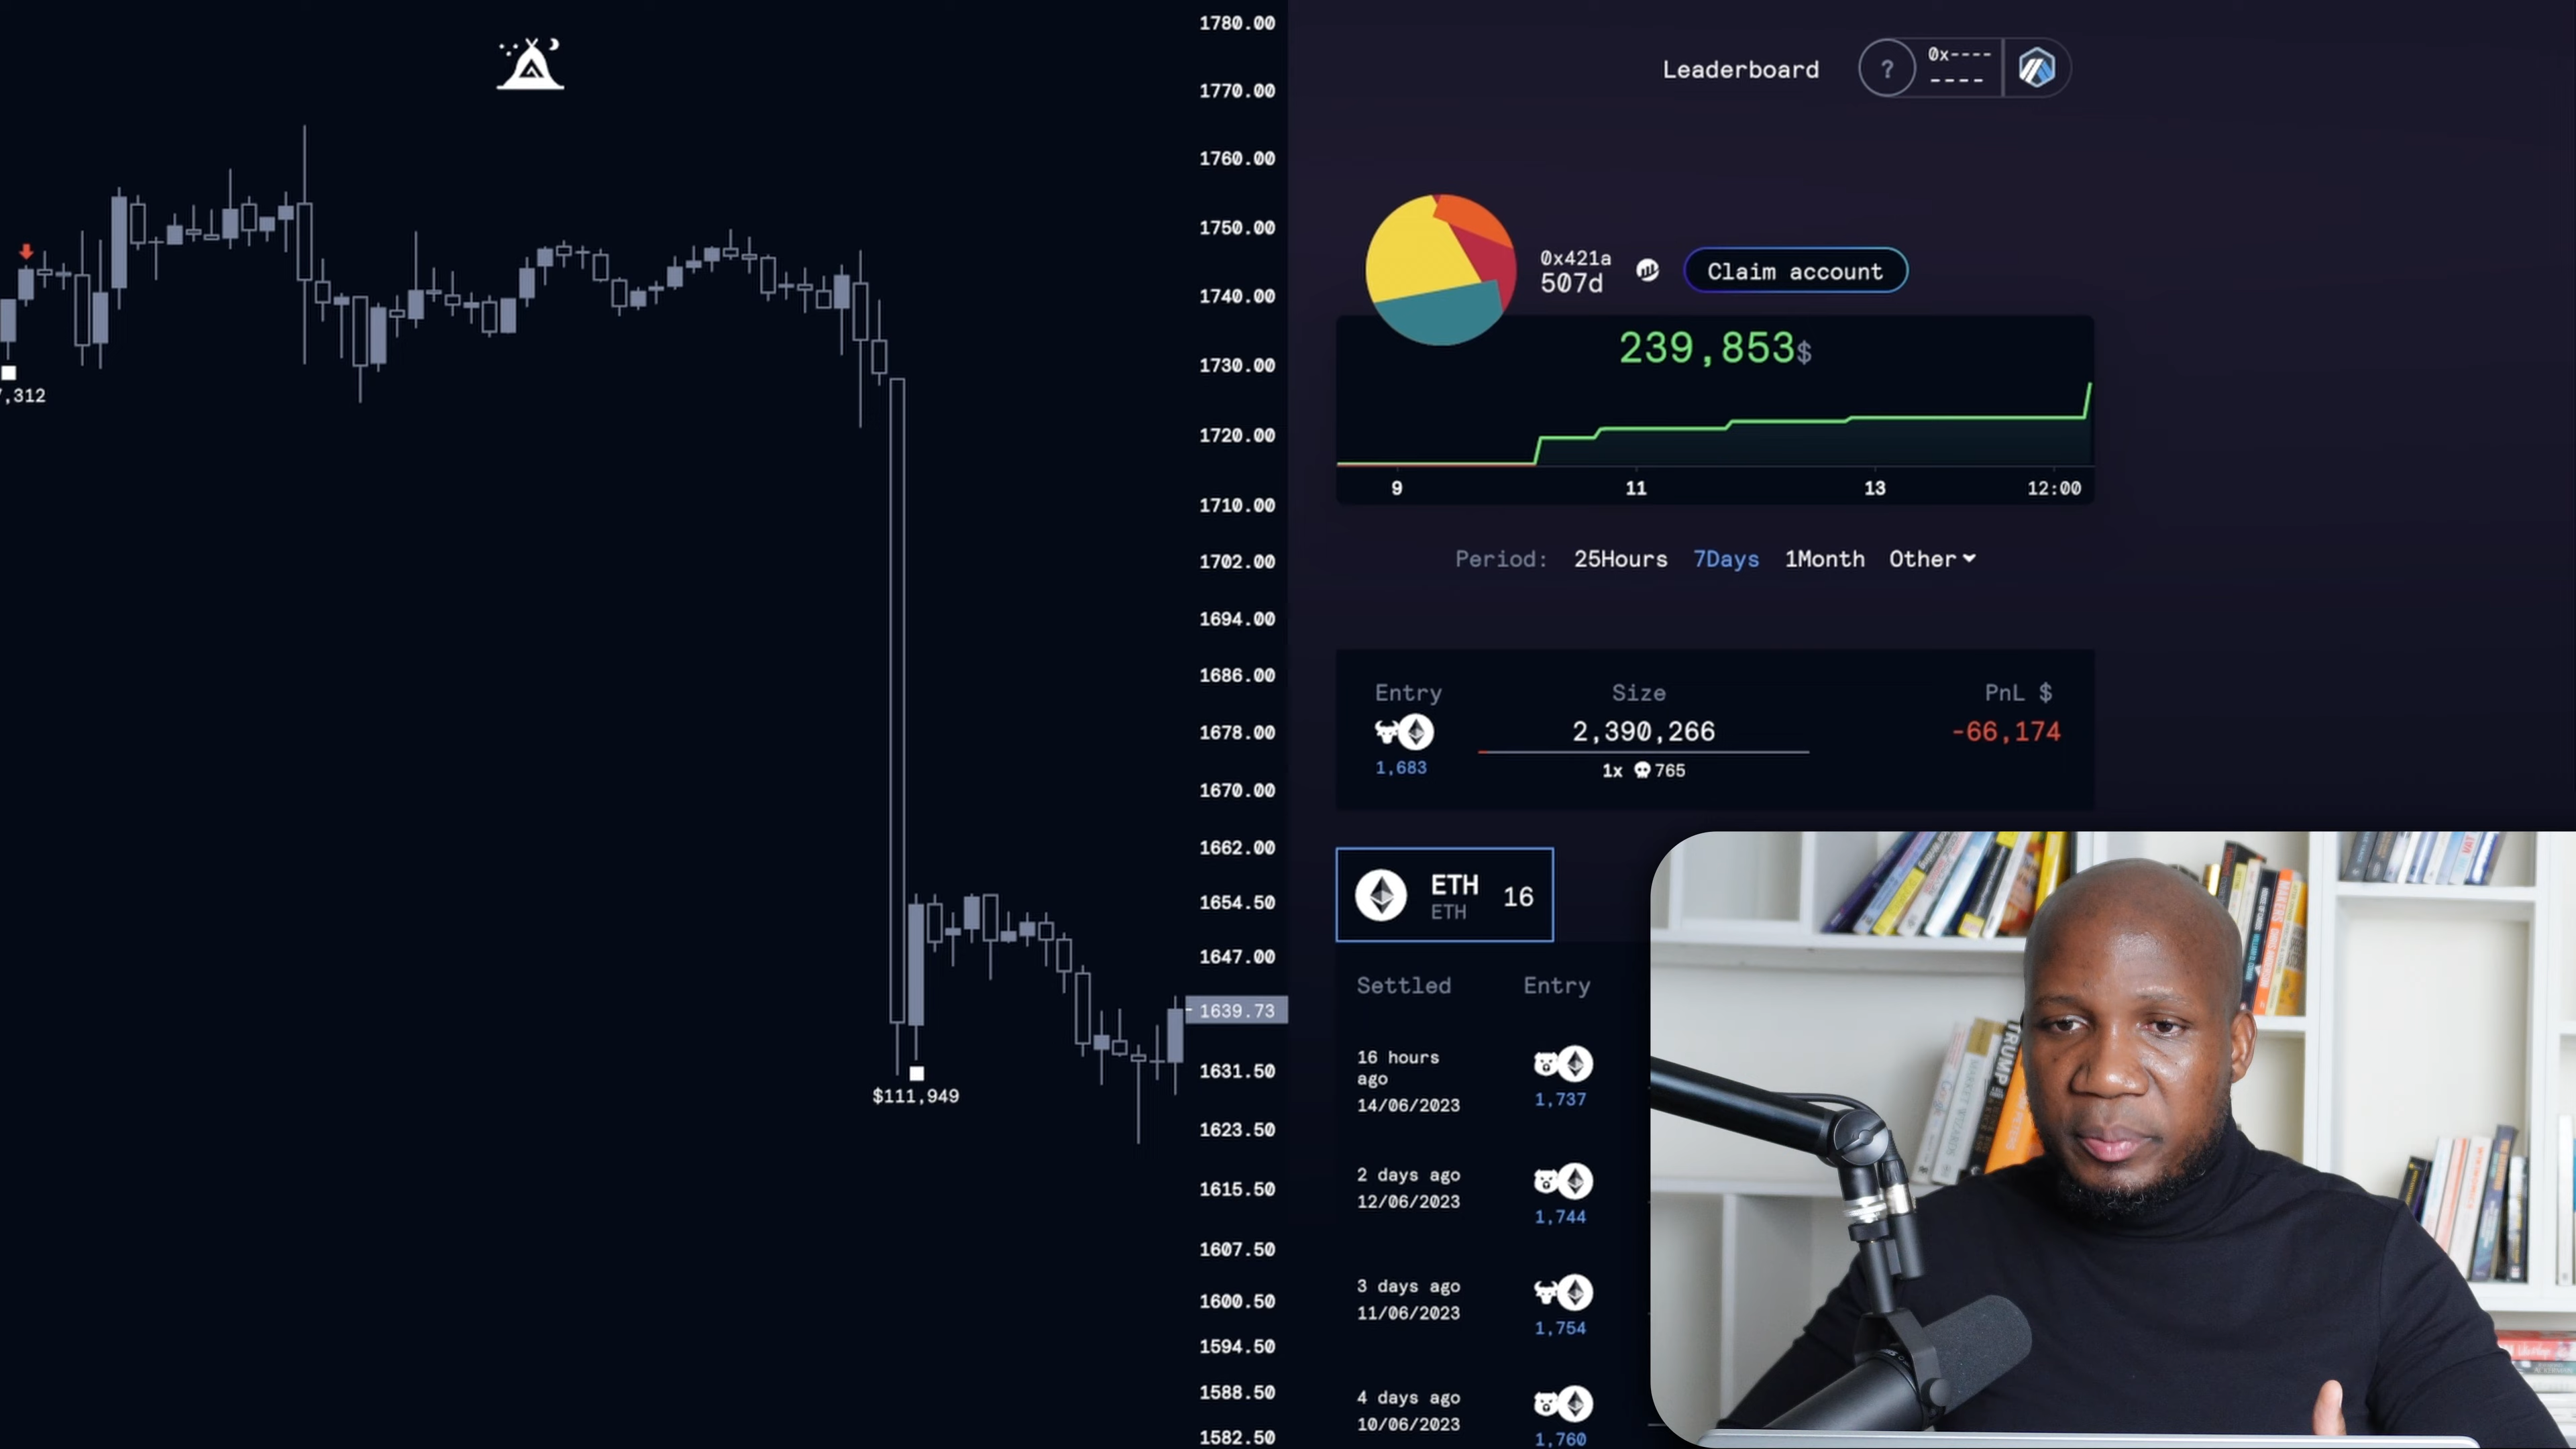 1780.00
1770.00
1760.00
1750.00
1740.00
1730.00
1720.00
1710.00
1702.00
1694.00
1686.00
1678.00
1670.00
1662.00
1654.50
1647.00
1639.73
1631.50
1623.50
1615.50
1607.50
1600.50
1594.50
1588.50
1582.50
7,312
$111,949
Leaderboard
?
0x----
----
0x421a
507d
Claim account
239,853$
9 11 13 12:00
Period: 25Hours 7Days 1Month Other
Entry Size PnL $
2,390,266 -66,174
1,683 1x 765
ETH 16
ETH
Settled Entry
16 hours
ago
14/06/2023
1,737
2 days ago
12/06/2023
1,744
3 days ago
11/06/2023
1,754
4 days ago
10/06/2023
1,760
TRUMP